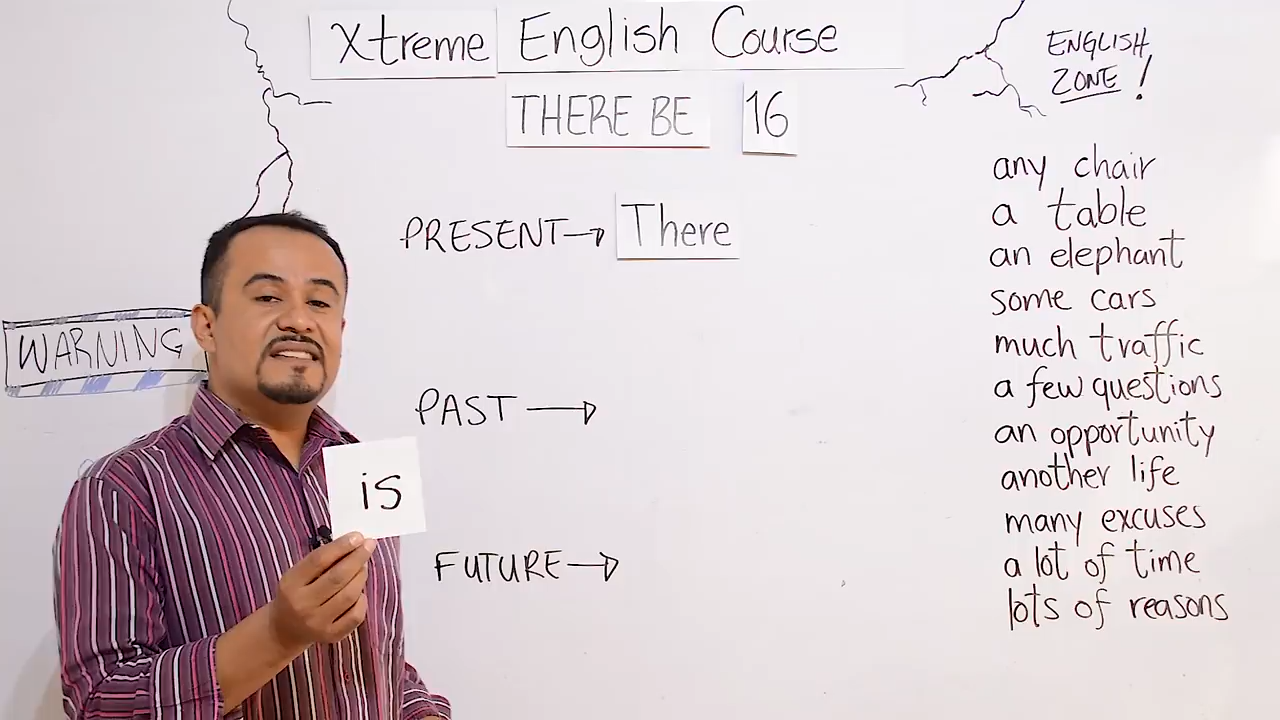 Xtreme English Course
ENGLISH
ZONE!
THERE BE 16
any chair
a table
PRESENT → There
an elephant
some cars
WARNING
much traffic
a few questions
PAST →
an opportunity
another life
is
many excuses
FUTURE →
a lot of time
lots of reasons